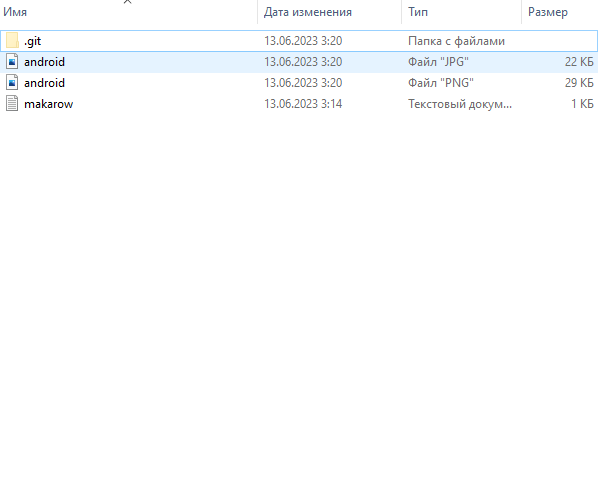 Имя Дата изменения Тип Размер
.git 13.06.2023 3:20 Папка с файлами
android 13.06.2023 3:20 Файл "JPG" 22 КБ
android 13.06.2023 3:20 Файл "PNG" 29 КБ
makarow 13.06.2023 3:14 Текстовый докум... 1 КБ